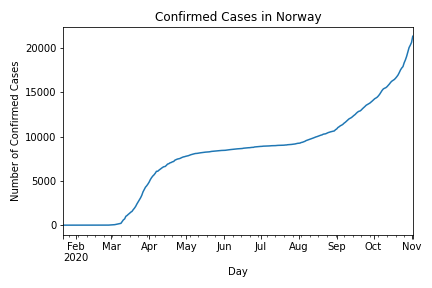 Confirmed Cases in Norway
Number of Confirmed Cases
20000
15000
10000
5000
0
Feb Mar Apr May Jun Jul Aug Sep Oct Nov
2020
Day